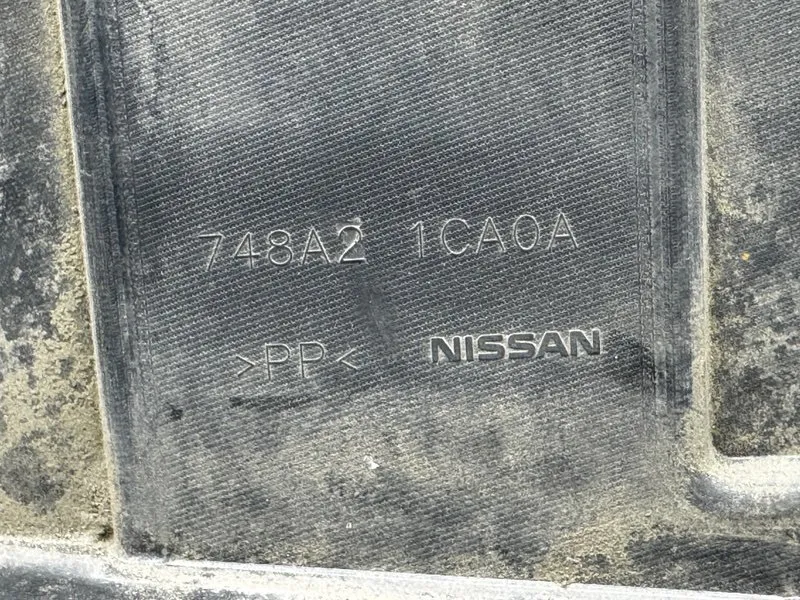 748A2 1CA0A
>PP< NISSAN